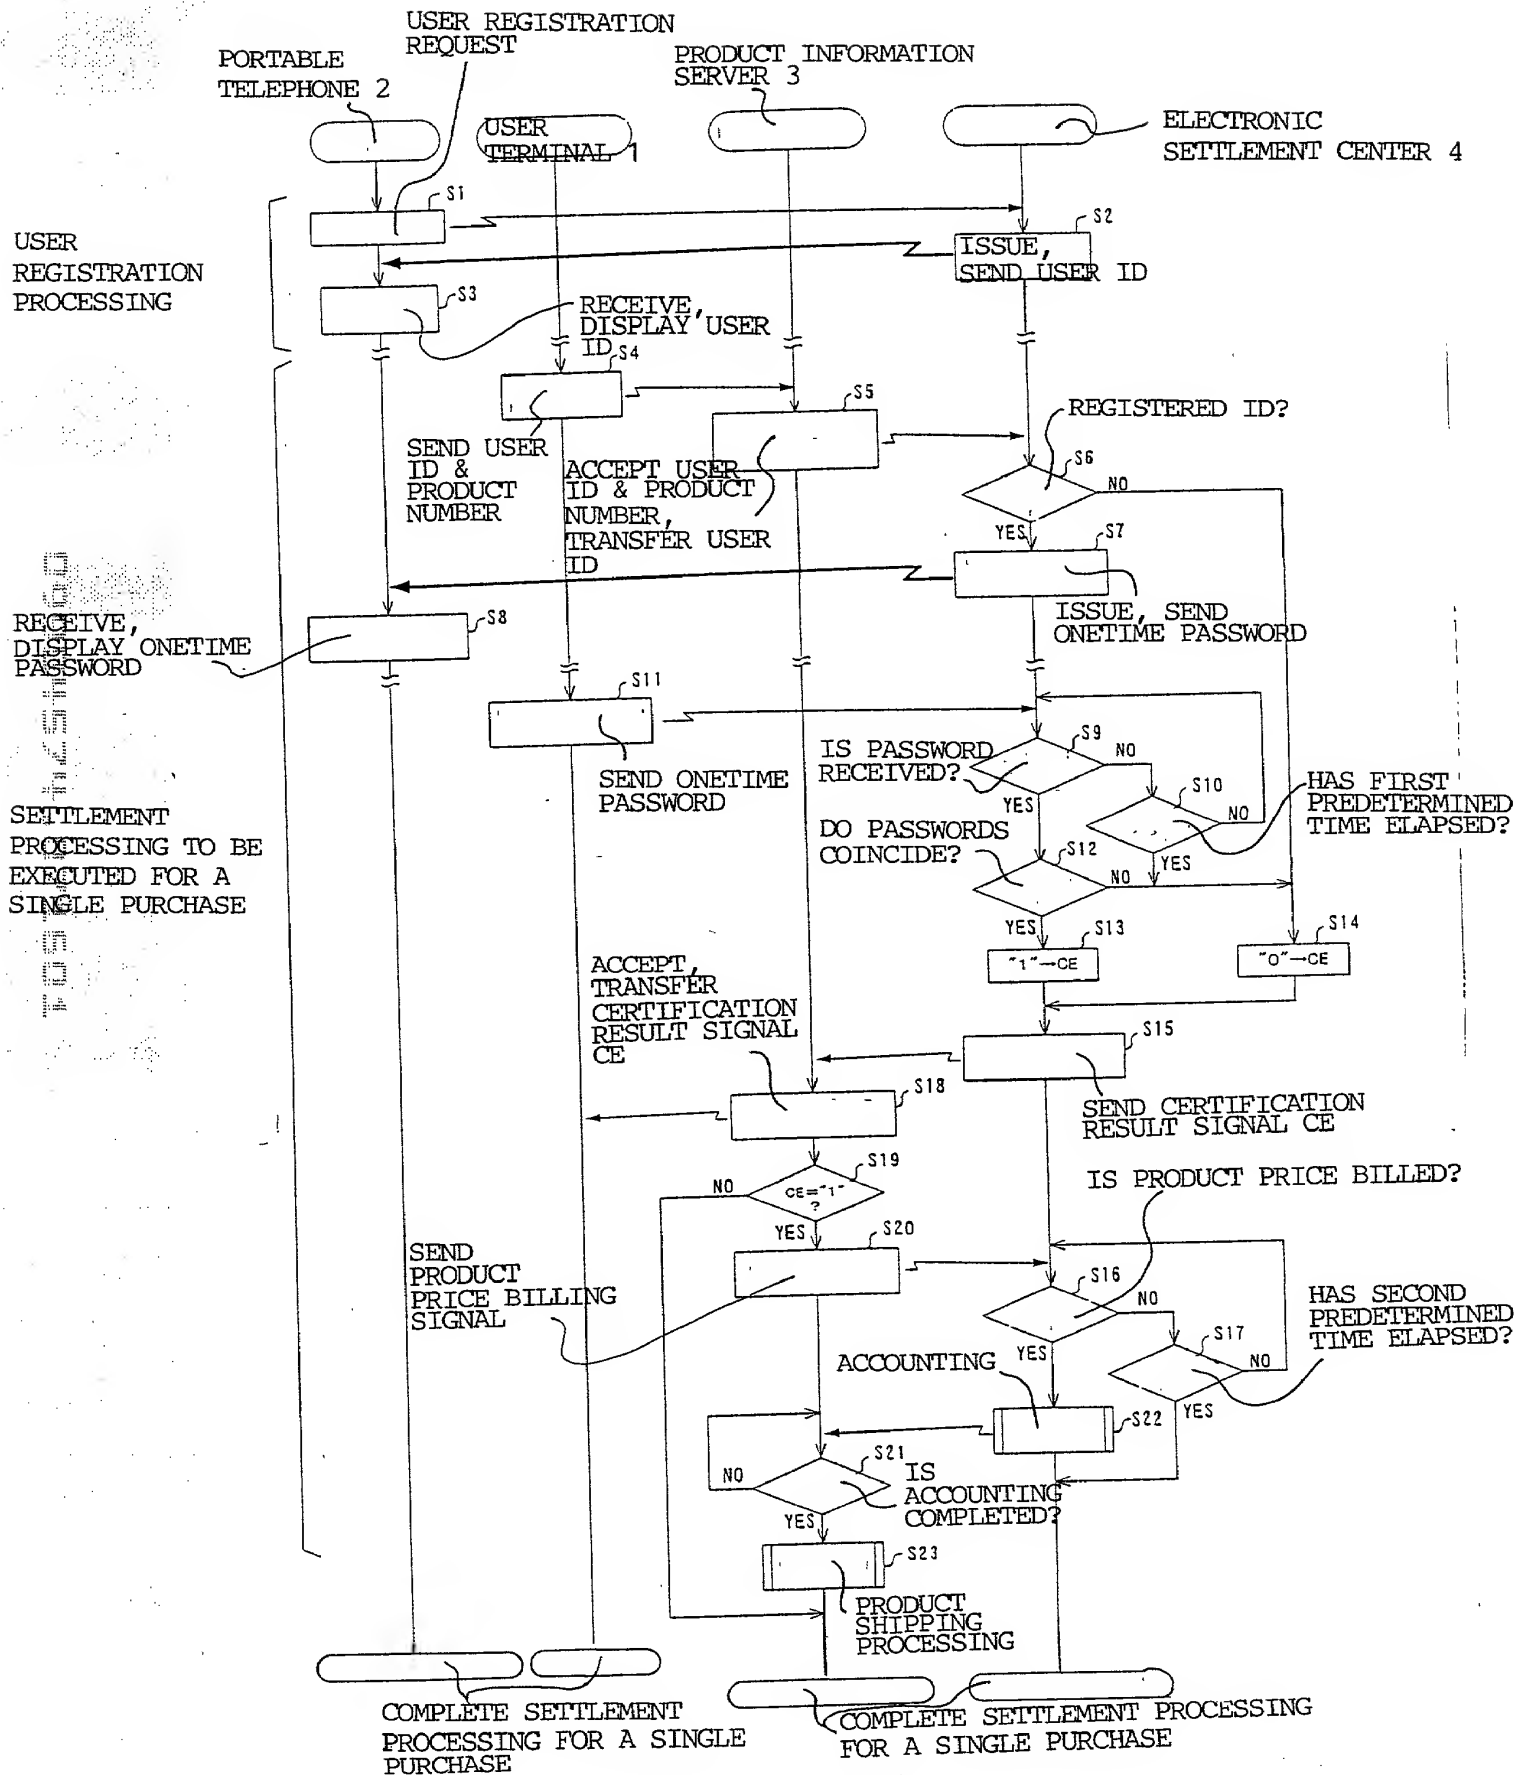 USER REGISTRATION
REQUEST
PORTABLE
TELEPHONE 2
PRODUCT INFORMATION
SERVER 3
USER
TERMINAL 1
ELECTRONIC
SETTLEMENT CENTER 4
S1
S2
USER
REGISTRATION
PROCESSING
ISSUE,
SEND USER ID
S3
RECEIVE,
DISPLAY USER
ID
S4
S5
REGISTERED ID?
SEND USER
ID &
PRODUCT
NUMBER
ACCEPT USER
ID & PRODUCT
NUMBER,
TRANSFER USER
ID
S6
NO
YES
S7
ISSUE, SEND
ONETIME PASSWORD
RECEIVE,
DISPLAY ONETIME
PASSWORD
S8
S11
SEND ONETIME
PASSWORD
IS PASSWORD
RECEIVED?
S9
NO
YES
S10
NO
YES
HAS FIRST
PREDETERMINED
TIME ELAPSED?
SETTLEMENT
PROCESSING TO BE
EXECUTED FOR A
SINGLE PURCHASE
DO PASSWORDS
COINCIDE?
S12
NO
YES
S13
"1"→CE
S14
"0"→CE
ACCEPT,
TRANSFER
CERTIFICATION
RESULT SIGNAL
CE
S15
SEND CERTIFICATION
RESULT SIGNAL CE
S18
S19
CE="1"
?
NO
YES
IS PRODUCT PRICE BILLED?
S20
SEND
PRODUCT
PRICE BILLING
SIGNAL
S16
NO
YES
S17
NO
YES
HAS SECOND
PREDETERMINED
TIME ELAPSED?
ACCOUNTING
S22
S21
NO
YES
IS
ACCOUNTING
COMPLETED?
S23
PRODUCT
SHIPPING
PROCESSING
COMPLETE SETTLEMENT
PROCESSING FOR A SINGLE
PURCHASE
COMPLETE SETTLEMENT PROCESSING
FOR A SINGLE PURCHASE